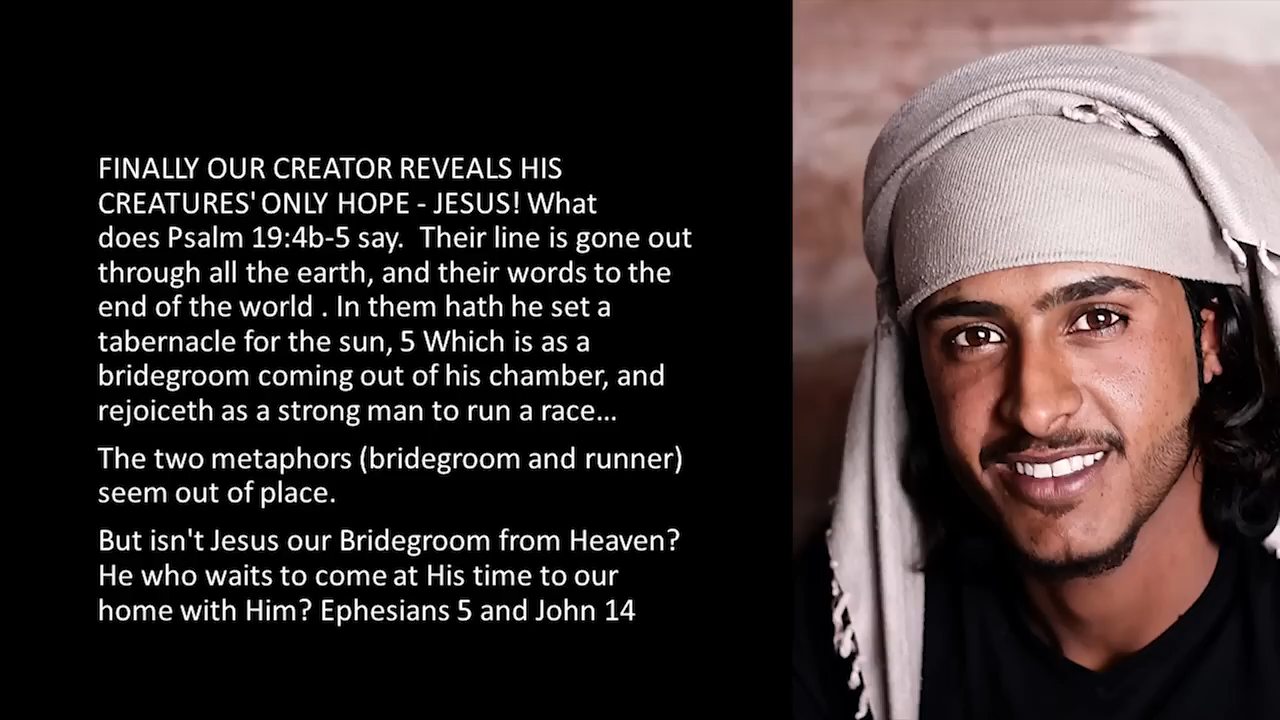 FINALLY OUR CREATOR REVEALS HIS
CREATURES' ONLY HOPE - JESUS! What
does Psalm 19:4b-5 say.  Their line is gone out
through all the earth, and their words to the
end of the world . In them hath he set a
tabernacle for the sun, 5 Which is as a
bridegroom coming out of his chamber, and
rejoiceth as a strong man to run a race...
The two metaphors (bridegroom and runner)
seem out of place.
But isn't Jesus our Bridegroom from Heaven?
He who waits to come at His time to our
home with Him? Ephesians 5 and John 14